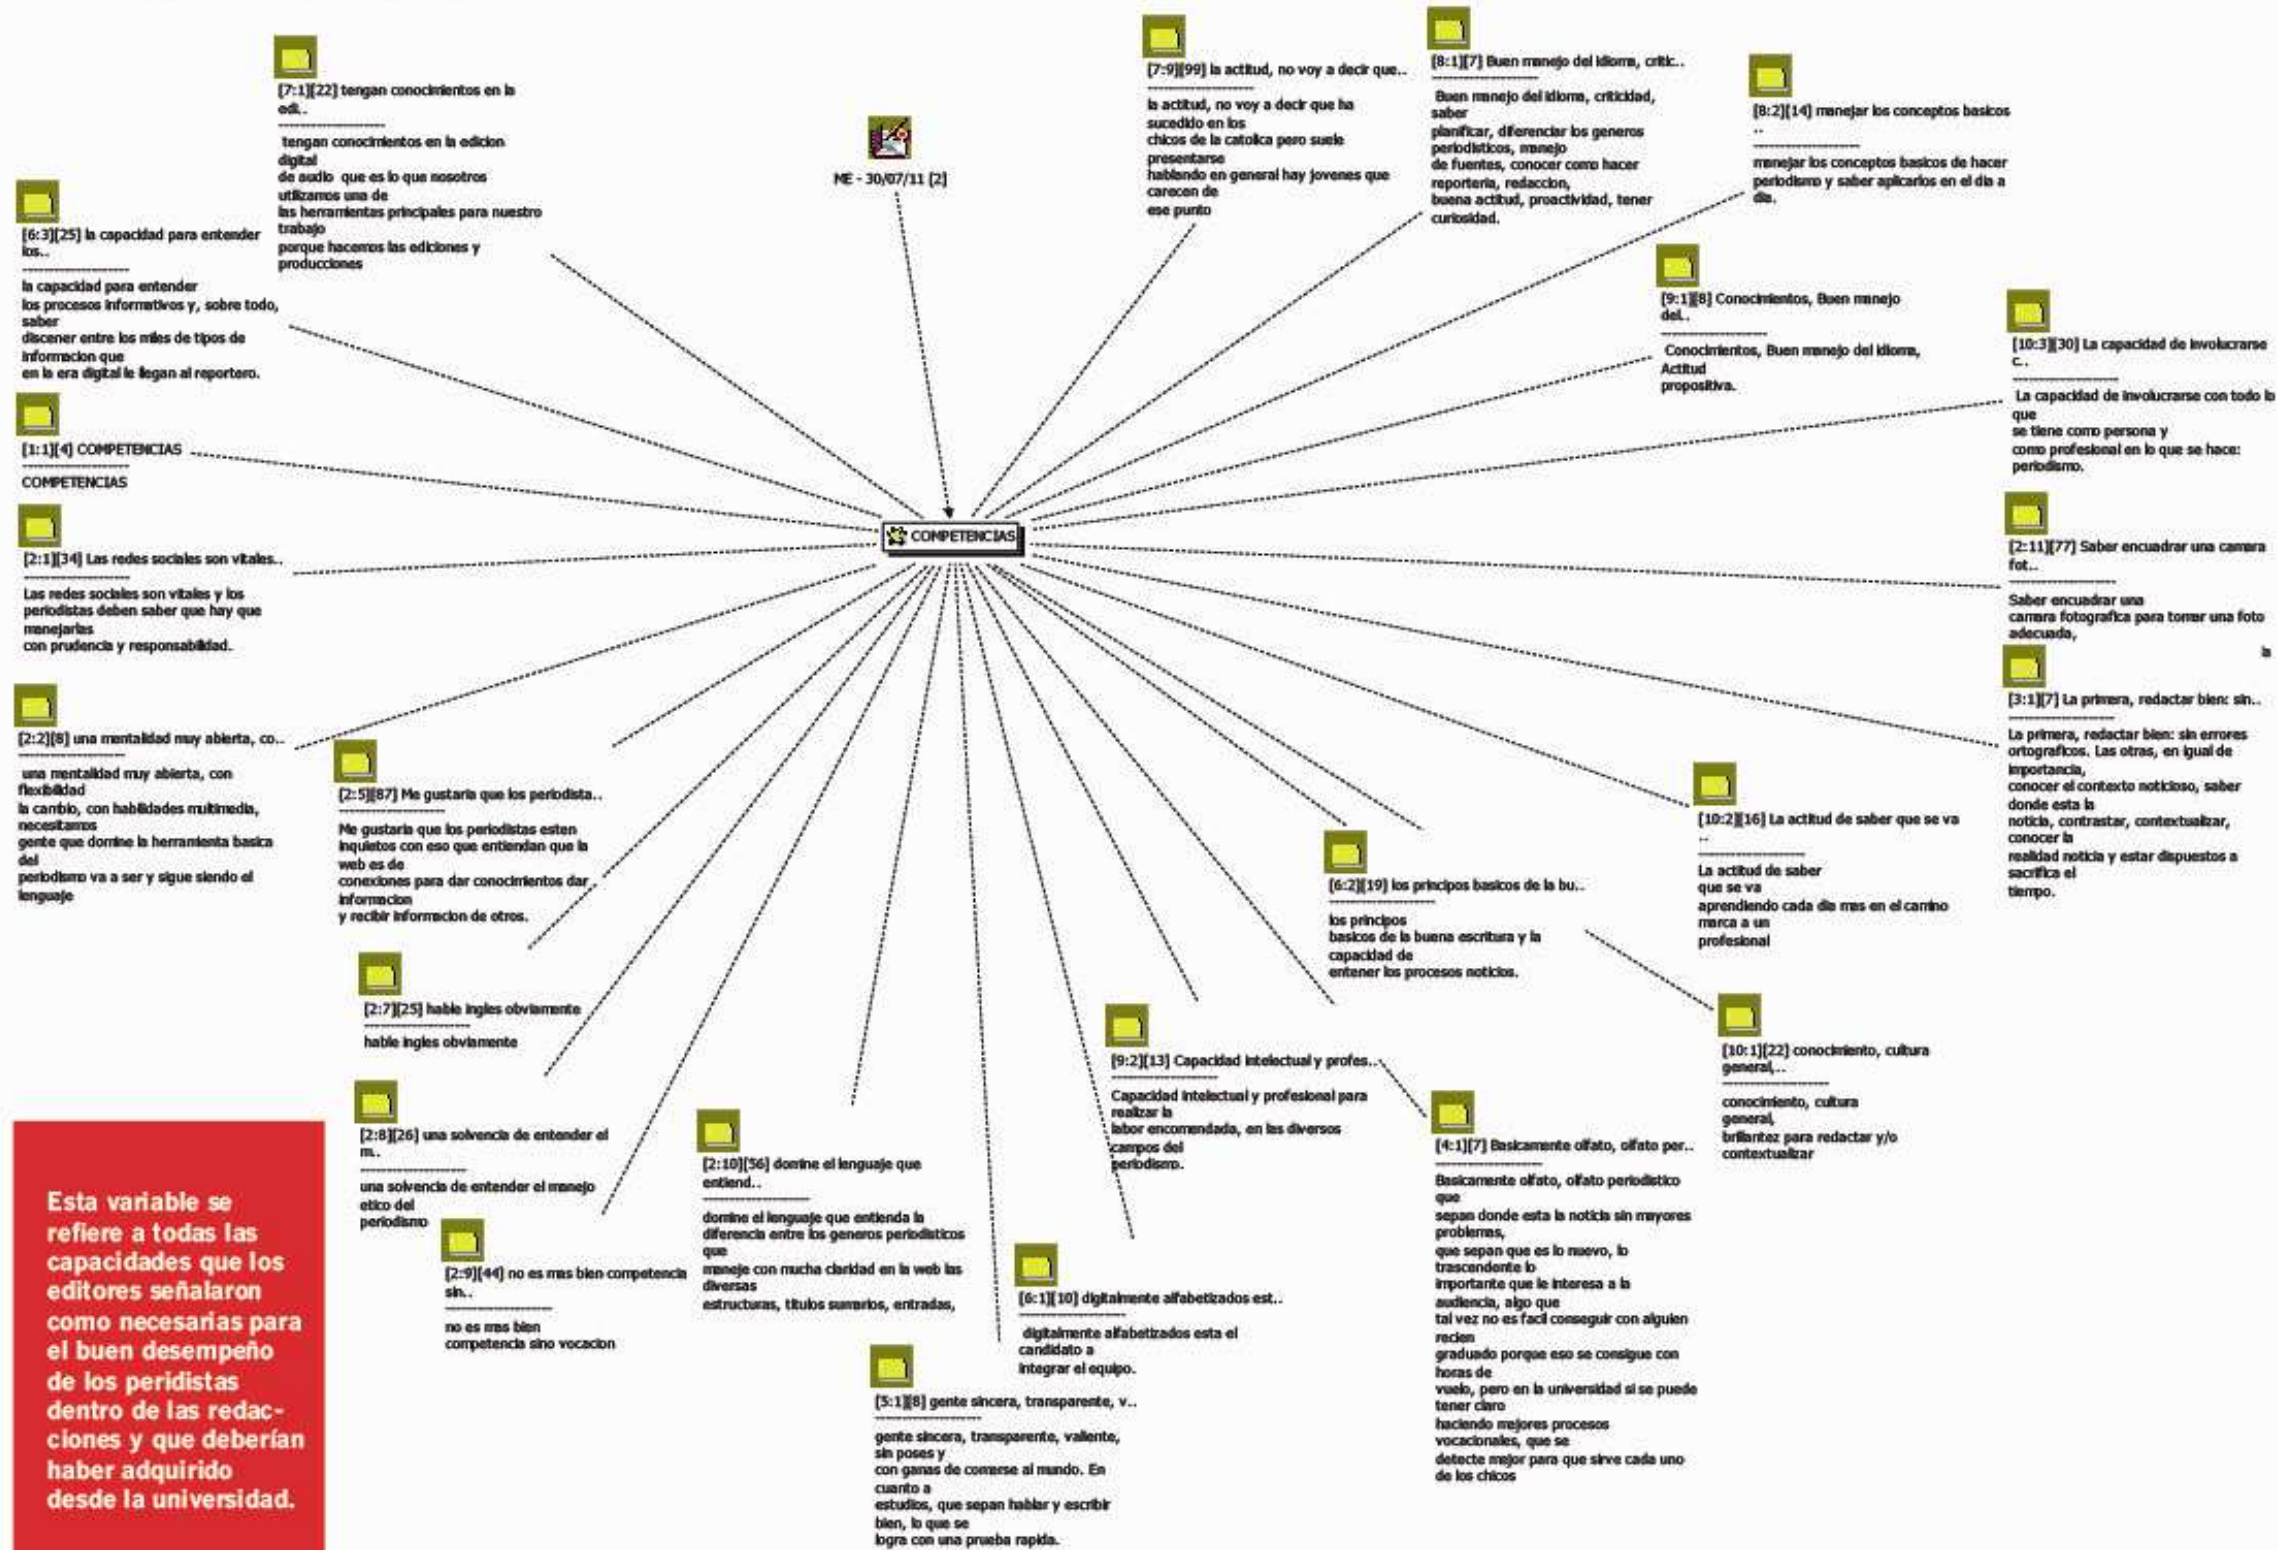 [7:1][22] tengan conocimientos en la
edi..
tengan conocimientos en la edicion
digital
de audio que es lo que nosotros
utilizamos una de
las herramientas principales para nuestro
trabajo
porque hacemos las ediciones y
producciones
ME - 30/07/11 [2]
[7:9][99] la actitud, no voy a decir que..
la actitud, no voy a decir que ha
sucedido en los
chicos de la catolica pero suele
presentarse
hablando en general hay jovenes que
carecen de
ese punto
[8:1][7] Buen manejo del idioma, critic..
Buen manejo del idioma, criticidad,
saber
planificar, diferenciar los generos
periodisticos, manejo
de fuentes, conocer como hacer
reporteria, redaccion,
buena actitud, proactividad, tener
curiosidad.
[8:2][14] manejar los conceptos basicos
..
manejar los conceptos basicos de hacer
periodismo y saber aplicarlos en el dia a
dia.
[6:3][25] la capacidad para entender
los..
la capacidad para entender
los procesos informativos y, sobre todo,
saber
discener entre los miles de tipos de
informacion que
en la era digital le llegan al reportero.
[9:1][8] Conocimientos, Buen manejo
del..
Conocimientos, Buen manejo del idioma,
Actitud
propositiva.
[10:3][30] La capacidad de involucrarse
c..
La capacidad de involucrarse con todo lo
que
se tiene como persona y
como profesional en lo que se hace:
periodismo.
[1:1][4] COMPETENCIAS
COMPETENCIAS
COMPETENCIAS
[2:1][34] Las redes sociales son vitales..
Las redes sociales son vitales y los
periodistas deben saber que hay que
manejarlas
con prudencia y responsabilidad.
[2:11][77] Saber encuadrar una camara
fot..
Saber encuadrar una
camara fotografica para tomar una foto
adecuada,
la
[3:1][7] La primera, redactar bien: sin..
La primera, redactar bien: sin errores
ortograficos. Las otras, en igual de
importancia,
conocer el contexto noticioso, saber
donde esta la
noticia, contrastar, contextualizar,
conocer la
realidad noticia y estar dispuestos a
sacrifica el
tiempo.
[2:2][8] una mentalidad muy abierta, co..
una mentalidad muy abierta, con
flexibilidad
la cambio, con habilidades multimedia,
necesitamos
gente que domine la herramienta basica
del
periodismo va a ser y sigue siendo el
lenguaje
[2:5][87] Me gustaria que los periodista..
Me gustaria que los periodistas esten
inquietos con eso que entiendan que la
web es de
conexiones para dar conocimientos dar
informacion
y recibir informacion de otros.
[10:2][16] La actitud de saber que se va
..
La actitud de saber
que se va
aprendiendo cada dia mas en el camino
marca a un
profesional
[6:2][19] los principos basicos de la bu..
los principos
basicos de la buena escritura y la
capacidad de
entener los procesos noticios.
[2:7][25] hable ingles obviamente
hable ingles obviamente
[9:2][13] Capacidad intelectual y profes..
Capacidad intelectual y profesional para
realizar la
labor encomendada, en las diversos
campos del
periodismo.
[10:1][22] conocimiento, cultura
general,..
conocimiento, cultura
general,
brillantez para redactar y/o
contextualizar
[2:8][26] una solvencia de entender el
m..
una solvencia de entender el manejo
etico del
periodismo
[2:10][56] domine el lenguaje que
entiend..
domine el lenguaje que entienda la
diferencia entre los generos periodisticos
que
maneje con mucha claridad en la web las
diversas
estructuras, titulos sumarios, entradas,
[4:1][7] Basicamente olfato, olfato per..
Basicamente olfato, olfato periodistico
que
sepan donde esta la noticia sin mayores
problemas,
que sepan que es lo nuevo, lo
trascendente lo
importante que le interesa a la
audiencia, algo que
tal vez no es facil conseguir con alguien
recien
graduado porque eso se consigue con
horas de
vuelo, pero en la universidad si se puede
tener claro
haciendo mejores procesos
vocacionales, que se
detecte mejor para que sirve cada uno
de los chicos
[2:9][44] no es mas bien competencia
sin..
no es mas bien
competencia sino vocacion
[6:1][10] digitalmente alfabetizados est..
digitalmente alfabetizados esta el
candidato a
integrar el equipo.
[5:1][8] gente sincera, transparente, v..
gente sincera, transparente, valiente,
sin poses y
con ganas de comerse al mundo. En
cuanto a
estudios, que sepan hablar y escribir
bien, lo que se
logra con una prueba rapida.
Esta variable se
refiere a todas las
capacidades que los
editores señalaron
como necesarias para
el buen desempeño
de los peridistas
dentro de las redac-
ciones y que deberían
haber adquirido
desde la universidad.